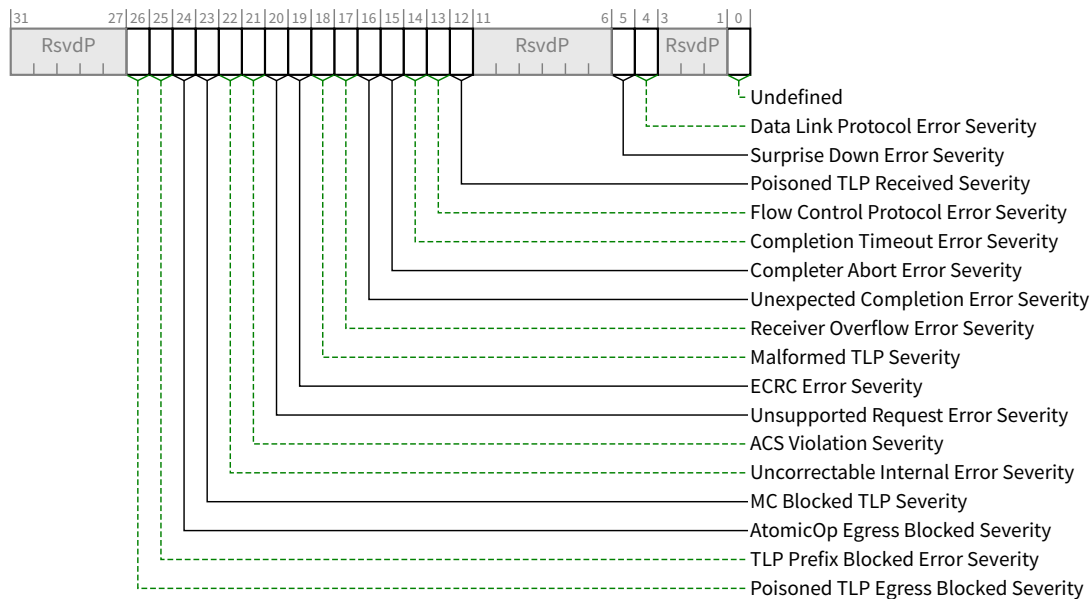 31 27 26 25 24 23 22 21 20 19 18 17 16 15 14 13 12 11 6 5 4 3 1 0
RsvdP RsvdP RsvdP
Undefined
Data Link Protocol Error Severity
Surprise Down Error Severity
Poisoned TLP Received Severity
Flow Control Protocol Error Severity
Completion Timeout Error Severity
Completer Abort Error Severity
Unexpected Completion Error Severity
Receiver Overflow Error Severity
Malformed TLP Severity
ECRC Error Severity
Unsupported Request Error Severity
ACS Violation Severity
Uncorrectable Internal Error Severity
MC Blocked TLP Severity
AtomicOp Egress Blocked Severity
TLP Prefix Blocked Error Severity
Poisoned TLP Egress Blocked Severity